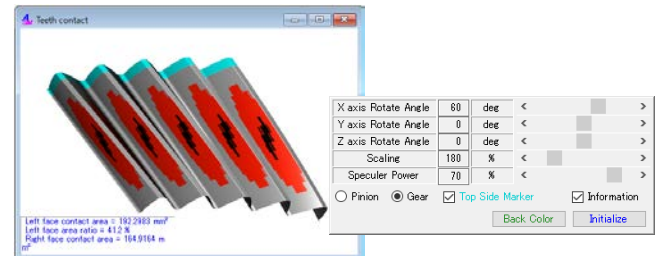 Teeth contact
Left face contact area = 192.2983 mm²
Left face area ratio = 41.2 %
Right face contact area = 164.9164 m
m²
X axis Rotate Angle 60 deg < >
Y axis Rotate Angle 0 deg < >
Z axis Rotate Angle 0 deg < >
Scaling 180 % < >
Speculer Power 70 % < >
Pinion Gear Top Side Marker Information
Back Color Initialize